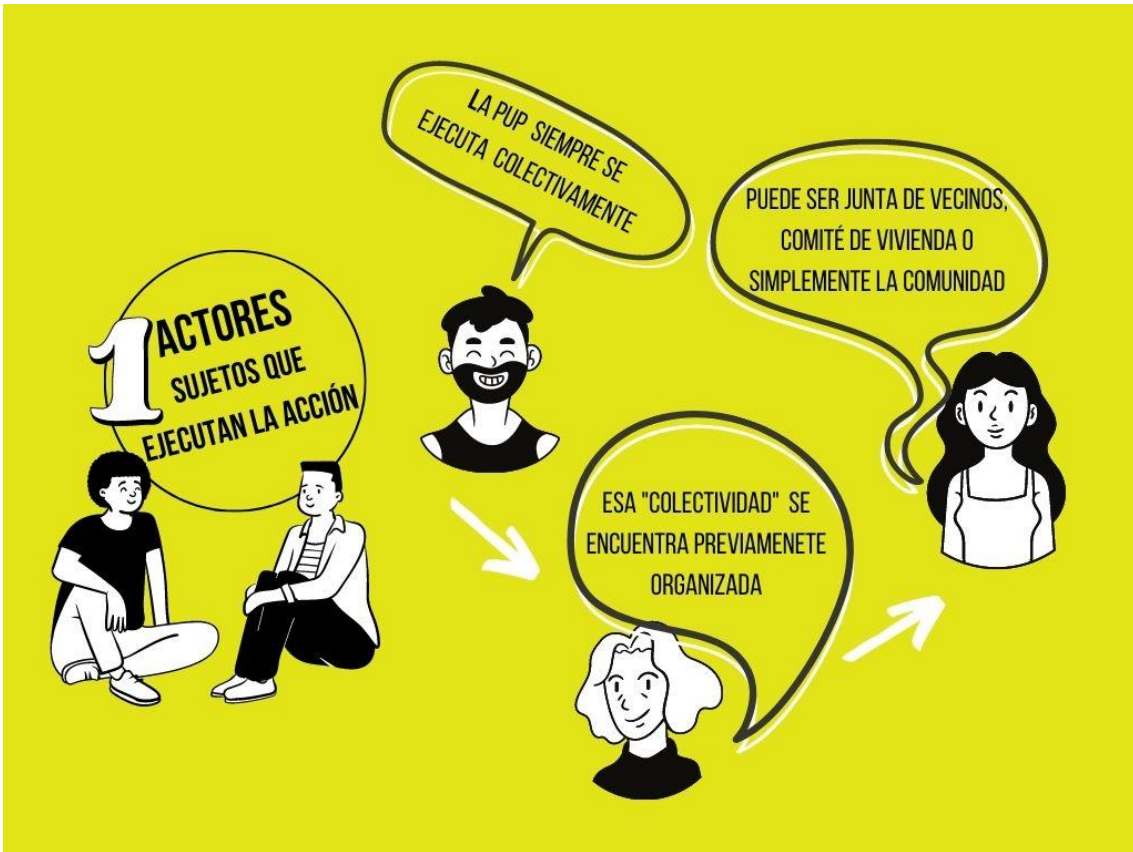 1
ACTORES
SUJETOS QUE
EJECUTAN LA ACCIÓN
LA PUP SIEMPRE SE
EJECUTA COLECTIVAMENTE
ESA "COLECTIVIDAD" SE
ENCUENTRA PREVIAMENETE
ORGANIZADA
PUEDE SER JUNTA DE VECINOS,
COMITÉ DE VIVIENDA O
SIMPLEMENTE LA COMUNIDAD